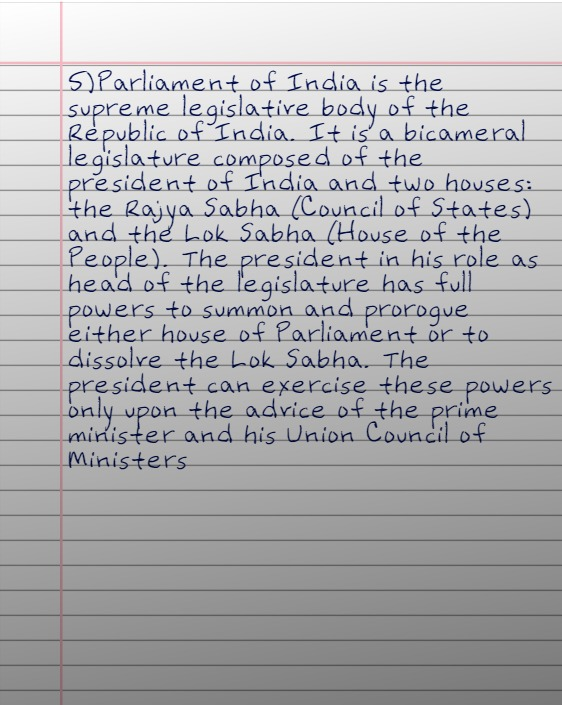 5)Parliament of India is the
supreme legislative body of the
Republic of India. It is a bicameral
legislature composed of the
president of India and two houses:
the Rajya Sabha (Council of States)
and the Lok Sabha (House of the
People). The president in his role as
head of the legislature has full
powers to summon and prorogue
either house of Parliament or to
dissolve the Lok Sabha. The
president can exercise these powers
only upon the advice of the prime
minister and his Union Council of
Ministers